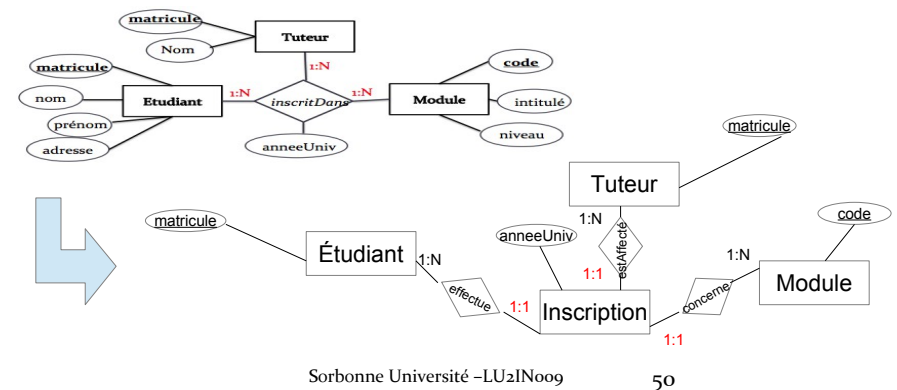 matricule
Nom
Tuteur
matricule
1:N
code
nom
Etudiant
1:N
inscritDans
1:N
Module
intitulé
prénom
adresse
anneeUniv
niveau
matricule
Tuteur
matricule
1:N
code
anneeUniv
estAffecté
Étudiant
1:N
1:N
1:1
Module
effectue
1:1
Inscription
concerne
1:1
Sorbonne Université –LU2IN009
50